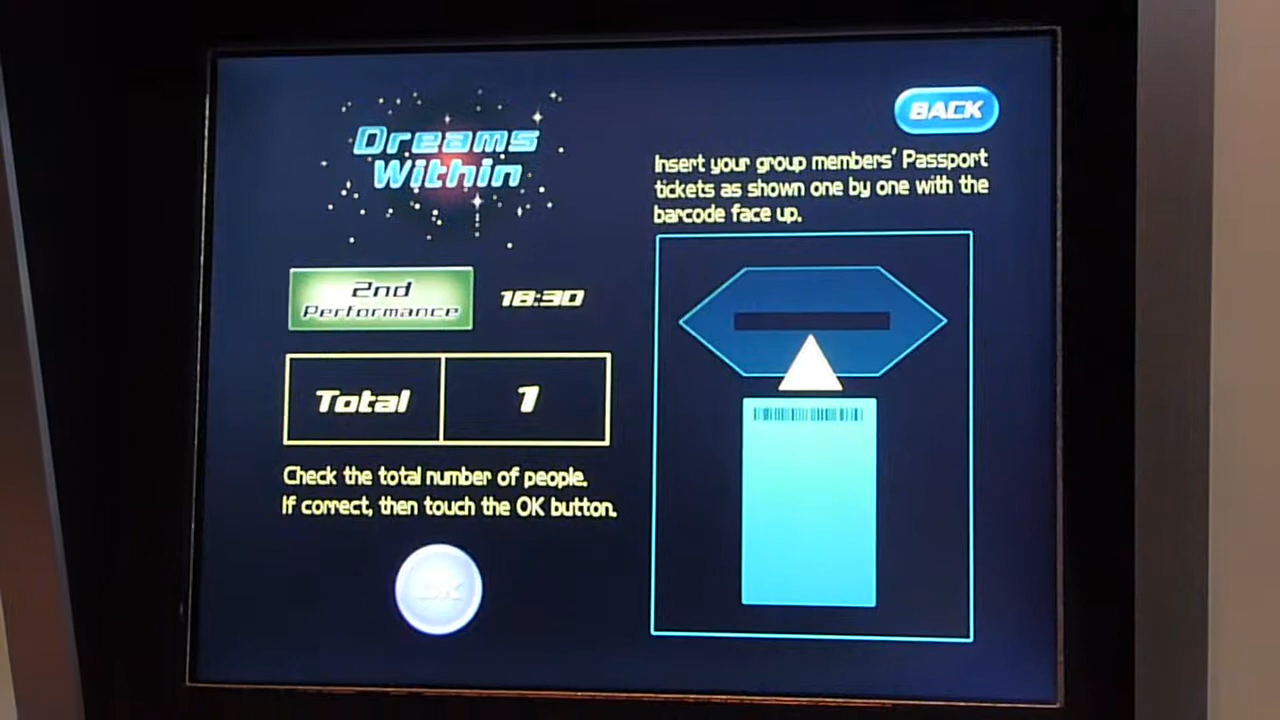 Dreams
Within
BACK
Insert your group members' Passport
tickets as shown one by one with the
barcode face up.
2nd
Performance
18:30
Total
1
Check the total number of people.
If correct, then touch the OK button.
OK